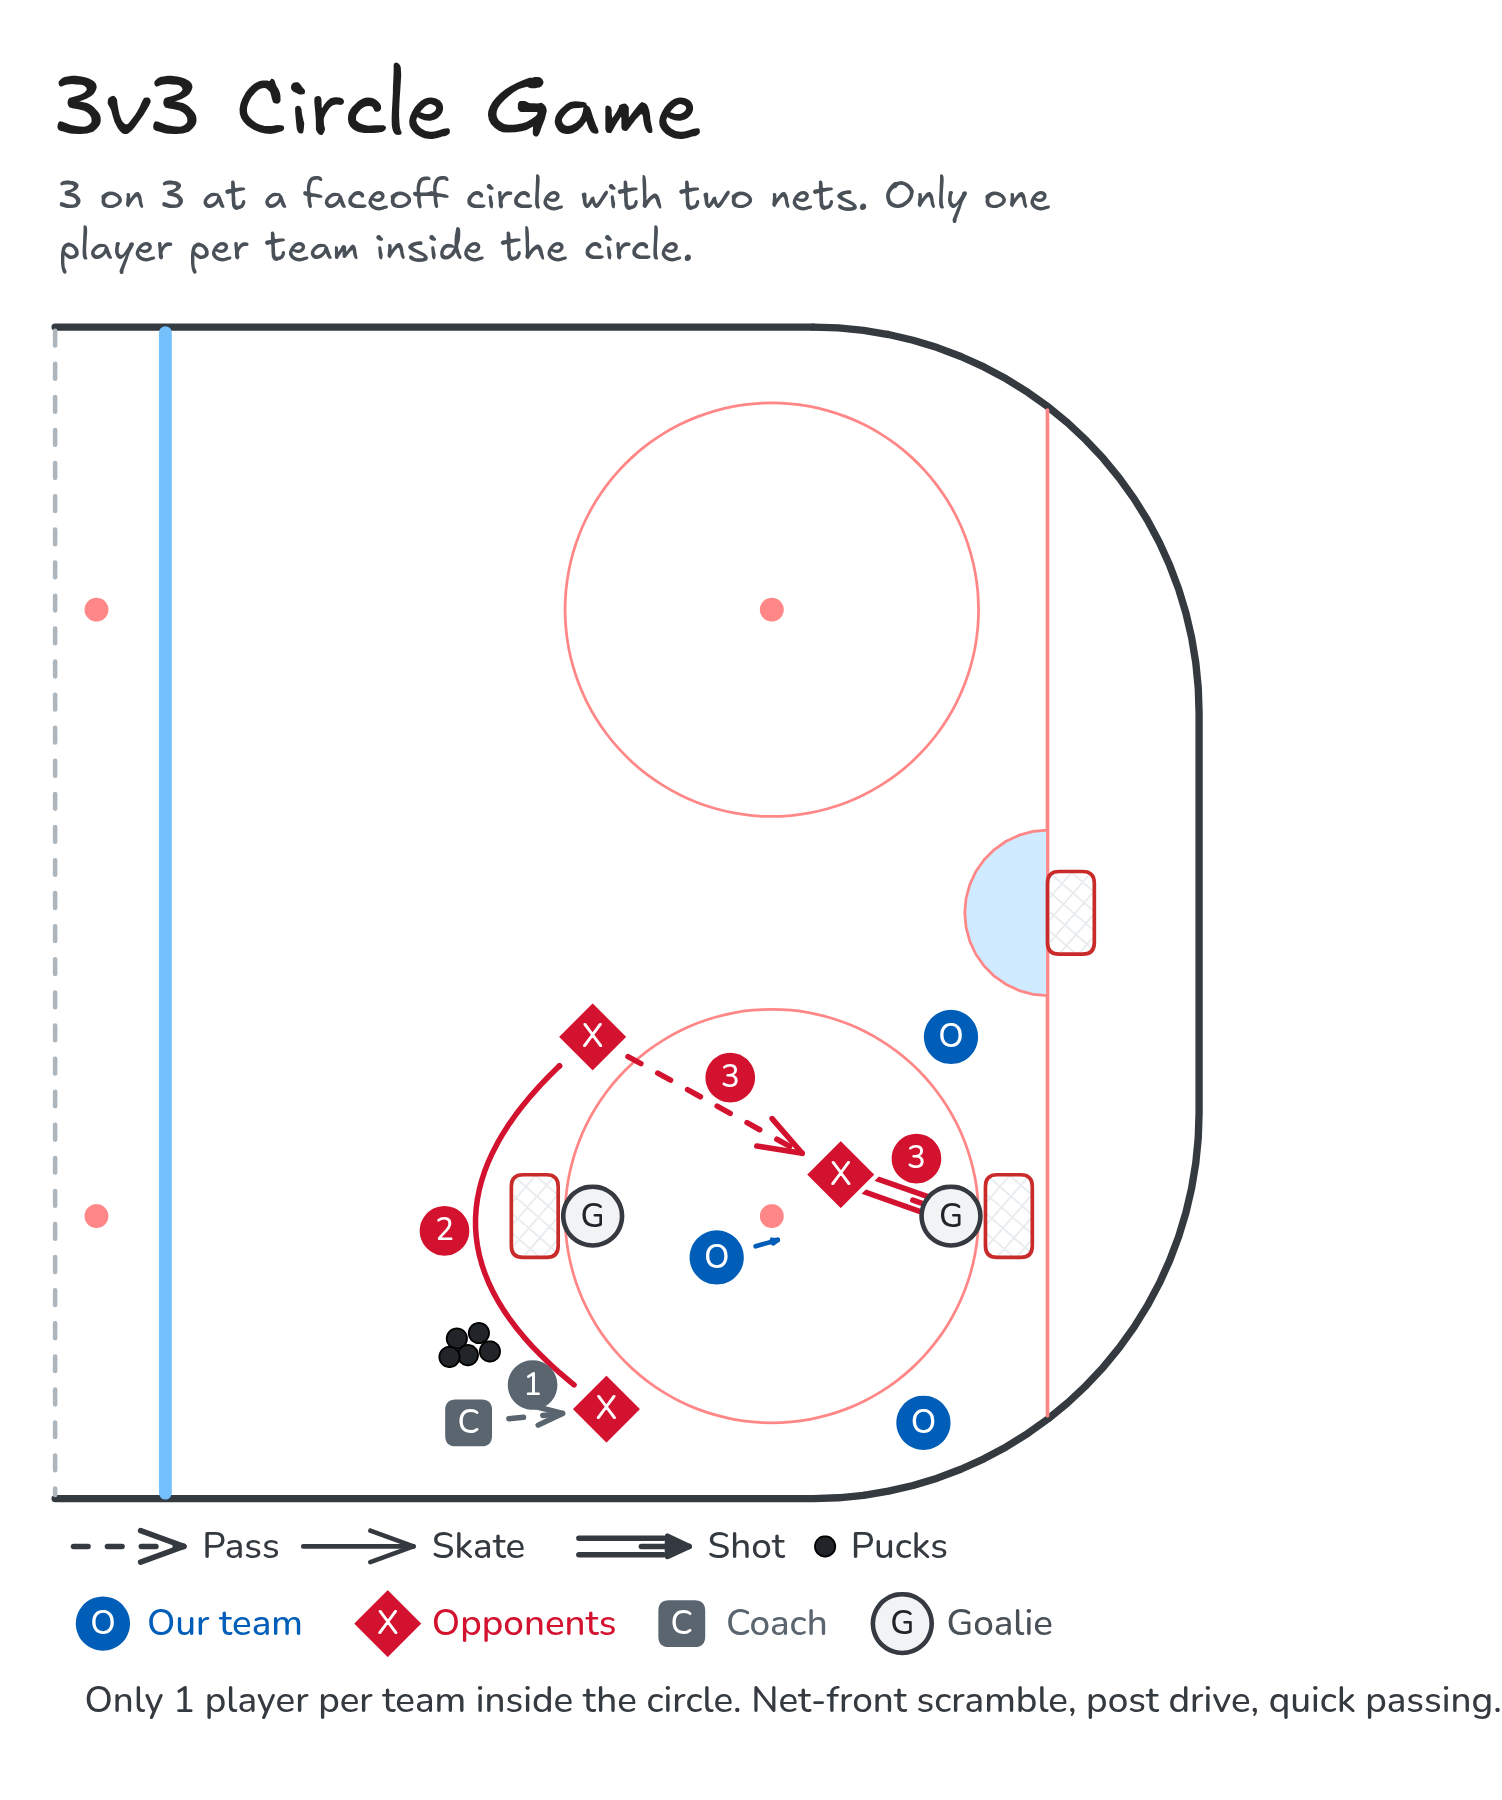 3v3 Circle Game
3 on 3 at a faceoff circle with two nets. Only one
player per team inside the circle.
X
O
3
X
3
G
G
2
O
1
C
X
O
Pass
Skate
Shot
Pucks
O Our team
X Opponents
C Coach
G Goalie
Only 1 player per team inside the circle. Net-front scramble, post drive, quick passing.